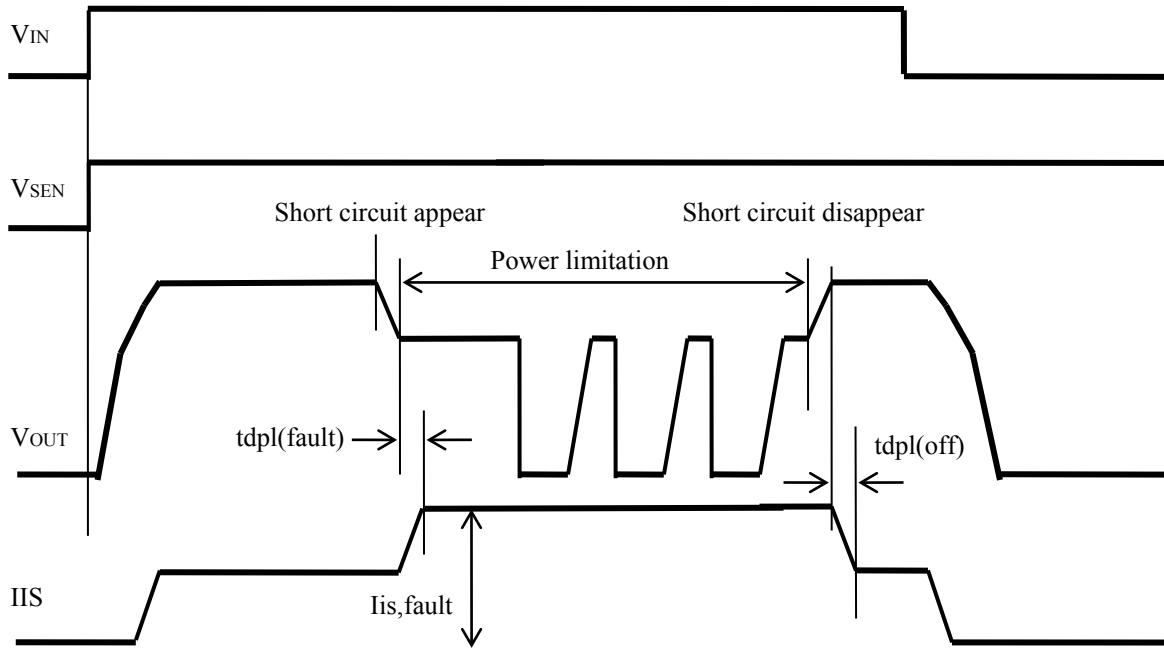 VIN
VSEN
Short circuit appear
Short circuit disappear
Power limitation
VOUT
tdpl(fault)
tdpl(off)
IIS
Iis,fault